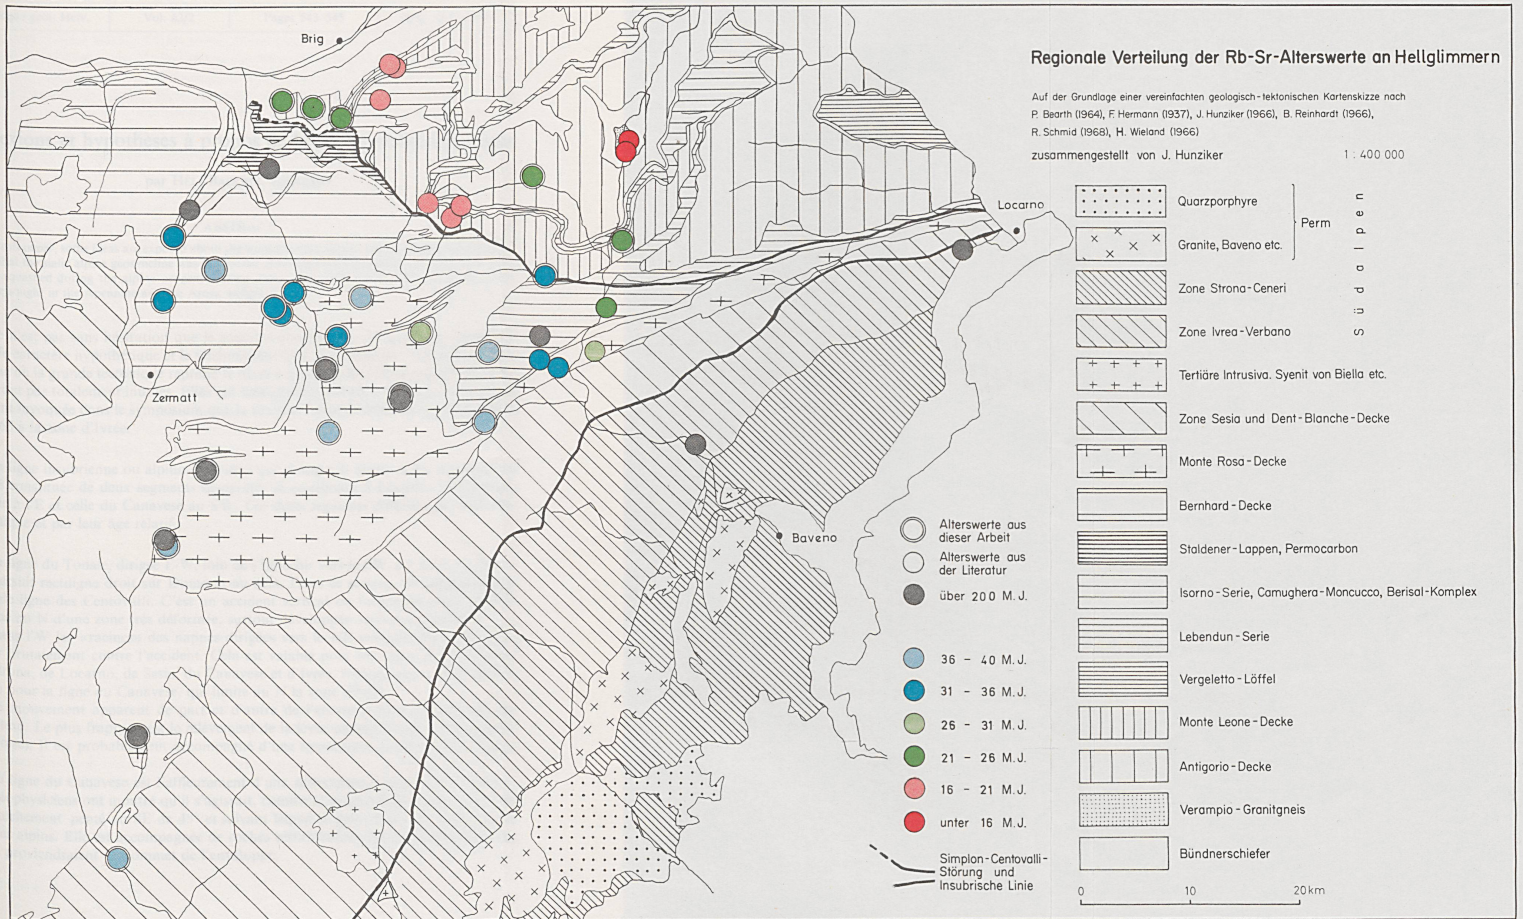 Regionale Verteilung der Rb-Sr-Alterswerte an Hellglimmern
Auf der Grundlage einer vereinfachten geologisch-tektonischen Kartenskizze nach
P. Bearth (1964), F. Hermann (1937), J. Hunziker (1966), B. Reinhardt (1966),
R. Schmid (1968), H. Wieland (1966)
zusammengestellt von J. Hunziker 1 : 400 000
Brig
Locarno
Zermatt
Baveno
Quarzporphyre
Granite, Baveno etc.
Perm
Südalpen
Zone Strona-Ceneri
Zone Ivrea-Verbano
Tertiäre Intrusiva. Syenit von Biella etc.
Zone Sesia und Dent-Blanche-Decke
Monte Rosa-Decke
Bernhard-Decke
Staldener-Lappen, Permocarbon
Isorno-Serie, Camughera-Moncucco, Berisal-Komplex
Lebendun-Serie
Vergeletto-Löffel
Monte Leone-Decke
Antigorio-Decke
Verampio-Granitgneis
Bündnerschiefer
Alterswerte aus
dieser Arbeit
Alterswerte aus
der Literatur
über 200 M.J.
36 – 40 M.J.
31 – 36 M.J.
26 – 31 M.J.
21 – 26 M.J.
16 – 21 M.J.
unter 16 M.J.
Simplon-Centovalli-
Störung und
Insubrische Linie
0 10 20 km